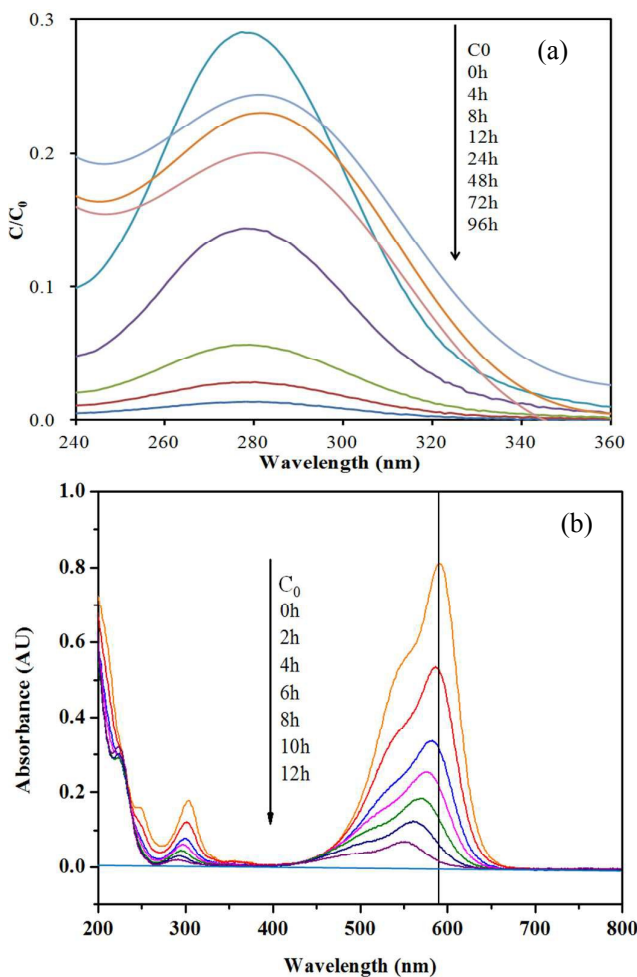 0.3
(a)
C0
0h
4h
8h
12h
24h
48h
72h
96h
0.2
C/C0
0.1
0.0
240 260 280 300 320 340 360
Wavelength (nm)
1.0
(b)
0.8
C0
0h
2h
4h
6h
8h
10h
12h
0.6
Absorbance (AU)
0.4
0.2
0.0
200 300 400 500 600 700 800
Wavelength (nm)